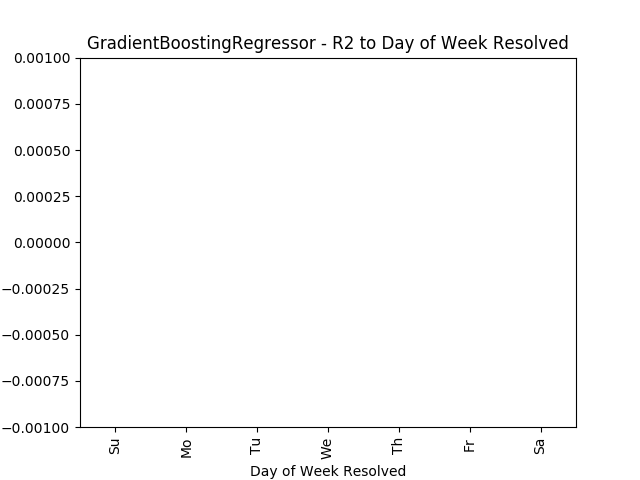 GradientBoostingRegressor - R2 to Day of Week Resolved
0.00100
0.00075
0.00050
0.00025
0.00000
−0.00025
−0.00050
−0.00075
−0.00100
Su
Mo
Tu
We
Th
Fr
Sa
Day of Week Resolved